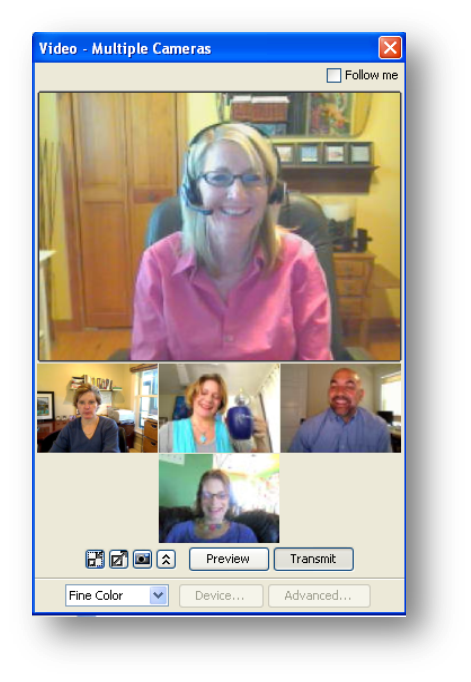 Video - Multiple Cameras
Follow me
Preview
Transmit
Fine Color
Device...
Advanced...